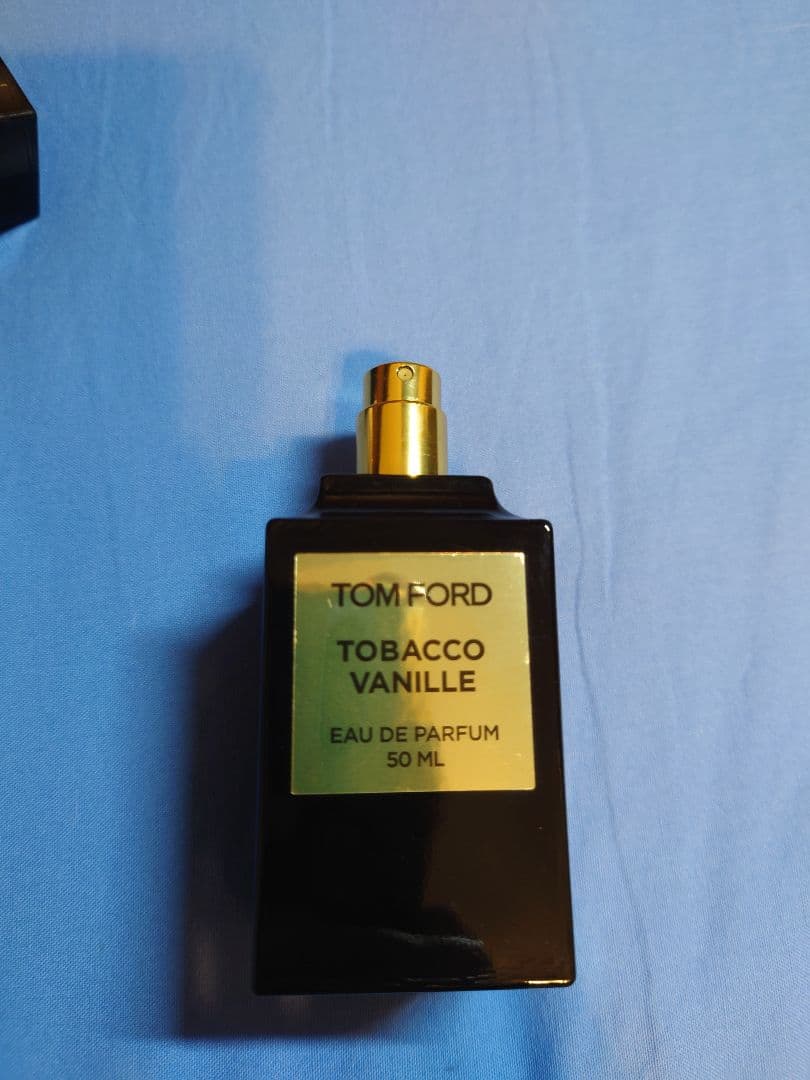 TOM FORD
TOBACCO
VANILLE
EAU DE PARFUM
50 ML